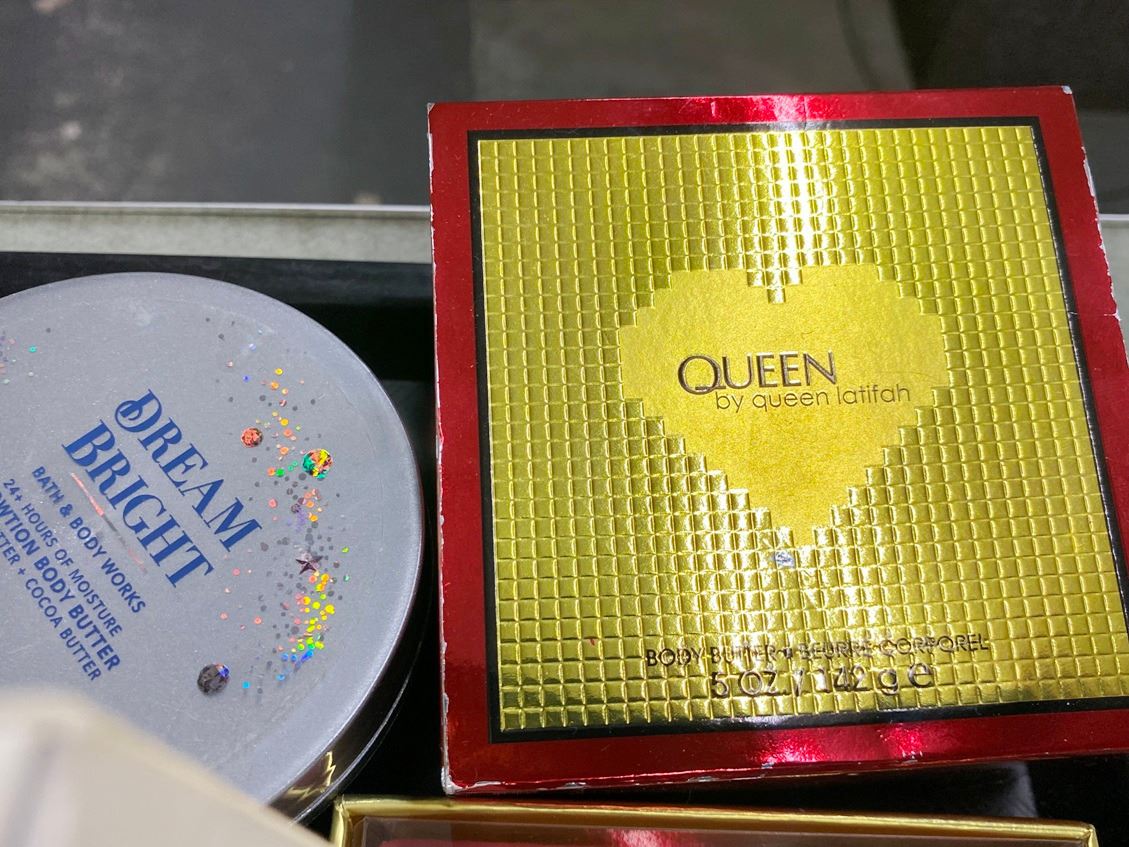 DREAM
BRIGHT
BATH & BODY WORKS
24+ HOURS OF MOISTURE
BODY BUTTER
+ COCOA BUTTER
QUEEN
by queen latifah
BODY BUTTER BEURRE CORPOREL
5 OZ / 142 g e